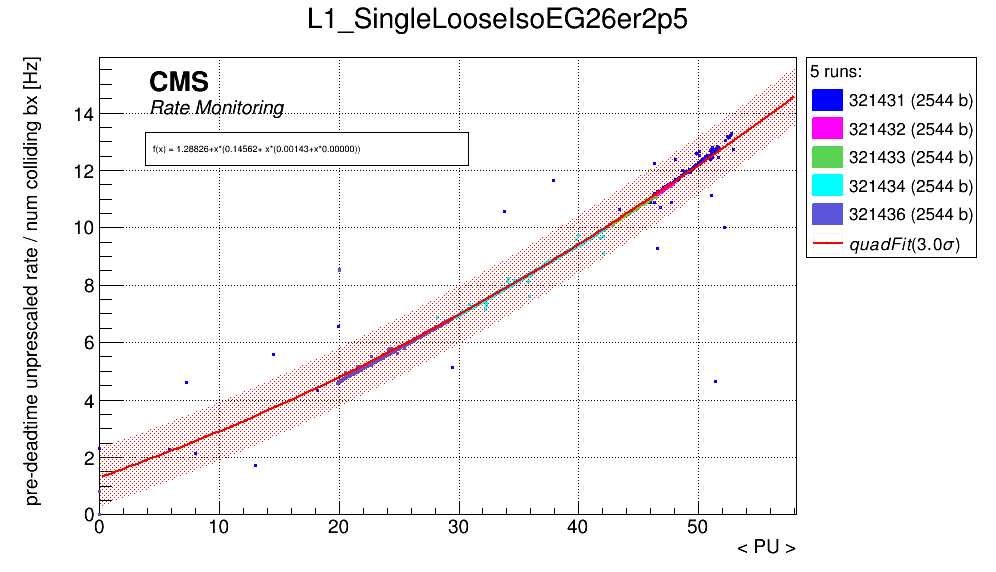 L1_SingleLooseIsoEG26er2p5
pre-deadtime unprescaled rate / num colliding bx [Hz]
CMS
Rate Monitoring
f(x) = 1.28826+x*(0.14562+ x*(0.00143+x*0.00000))
14
12
10
8
6
4
2
0
0 10 20 30 40 50
< PU >
5 runs:
321431 (2544 b)
321432 (2544 b)
321433 (2544 b)
321434 (2544 b)
321436 (2544 b)
quadFit(3.0σ)